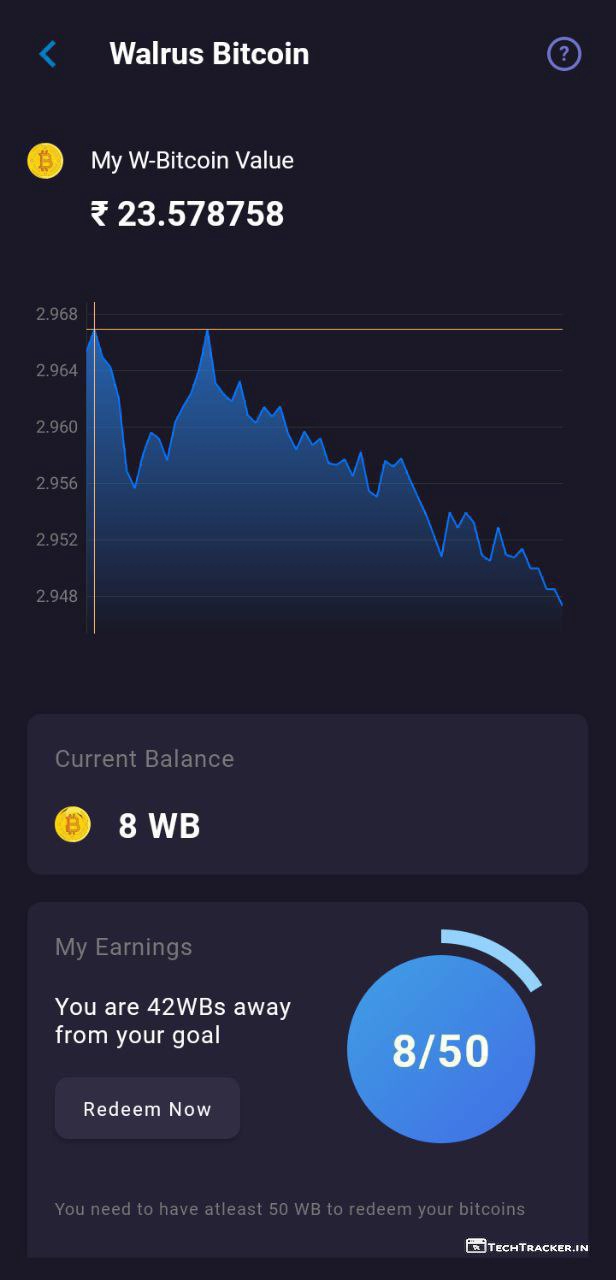 Walrus Bitcoin
?
My W-Bitcoin Value
₹ 23.578758
2.968
2.964
2.960
2.956
2.952
2.948
Current Balance
8 WB
My Earnings
You are 42WBs away
from your goal
8/50
Redeem Now
You need to have atleast 50 WB to redeem your bitcoins
TECHTRACKER.IN